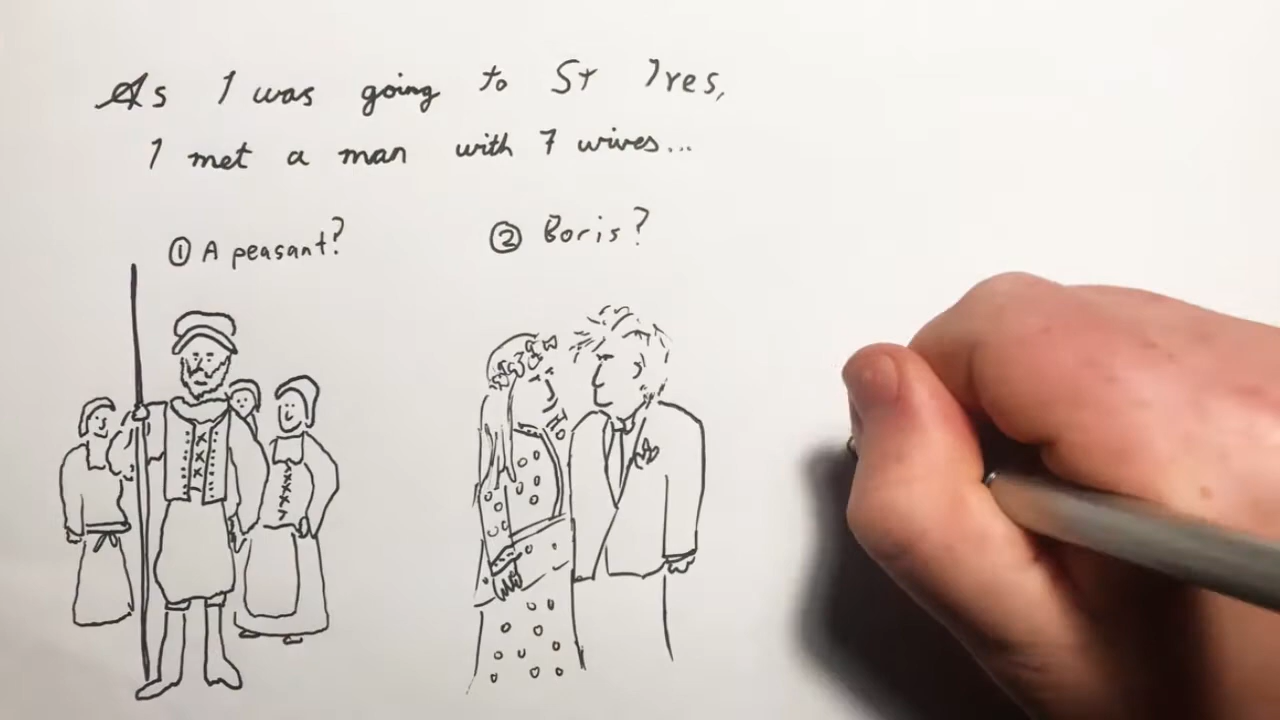 As I was going to St Ives,
I met a man with 7 wives...
① A peasant?
② Boris?